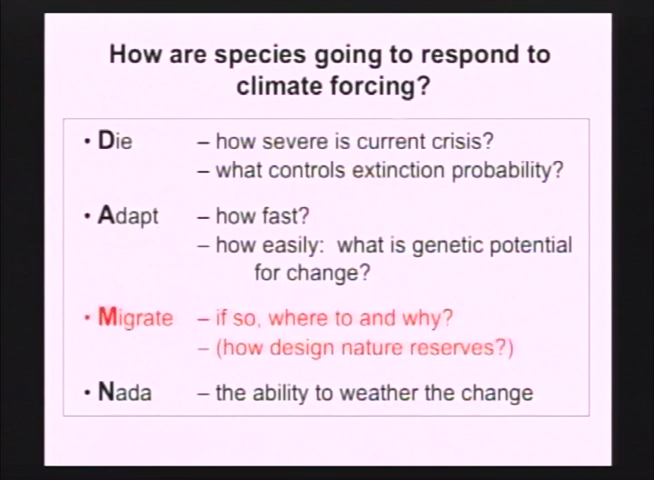 How are species going to respond to
climate forcing?
• Die – how severe is current crisis?
– what controls extinction probability?
• Adapt – how fast?
– how easily: what is genetic potential
for change?
• Migrate – if so, where to and why?
– (how design nature reserves?)
• Nada – the ability to weather the change